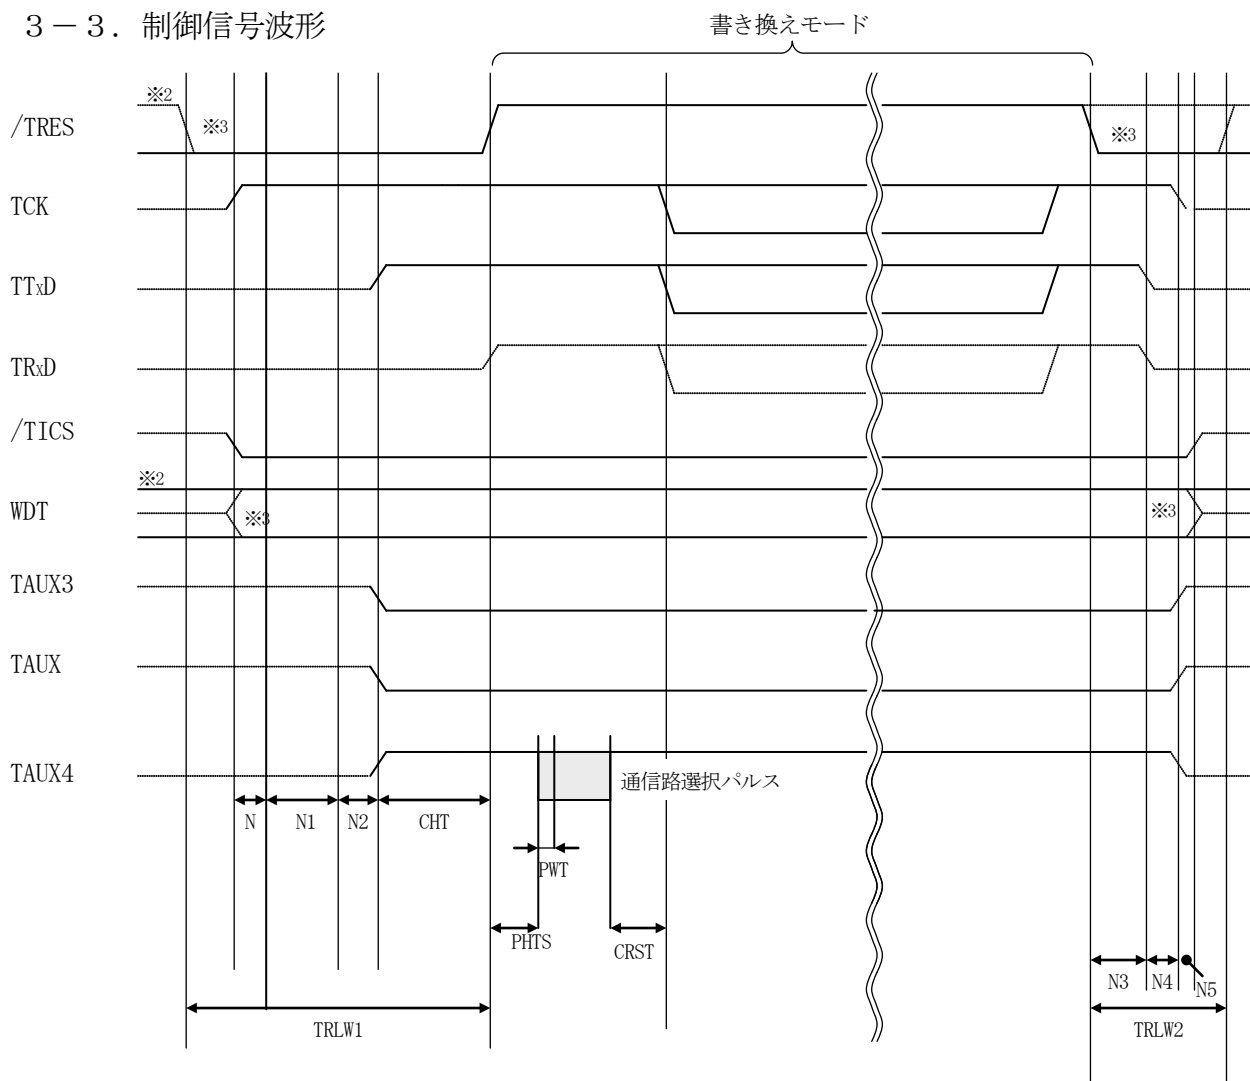 ３－３．制御信号波形
書き換えモード
※2
/TRES
※3
※3
TCK
TTxD
TRxD
/TICS
※2
WDT
※3
※3
TAUX3
TAUX
TAUX4
通信路選択パルス
N
N1
N2
CHT
PWT
PHTS
CRST
N3
N4
N5
TRLW1
TRLW2